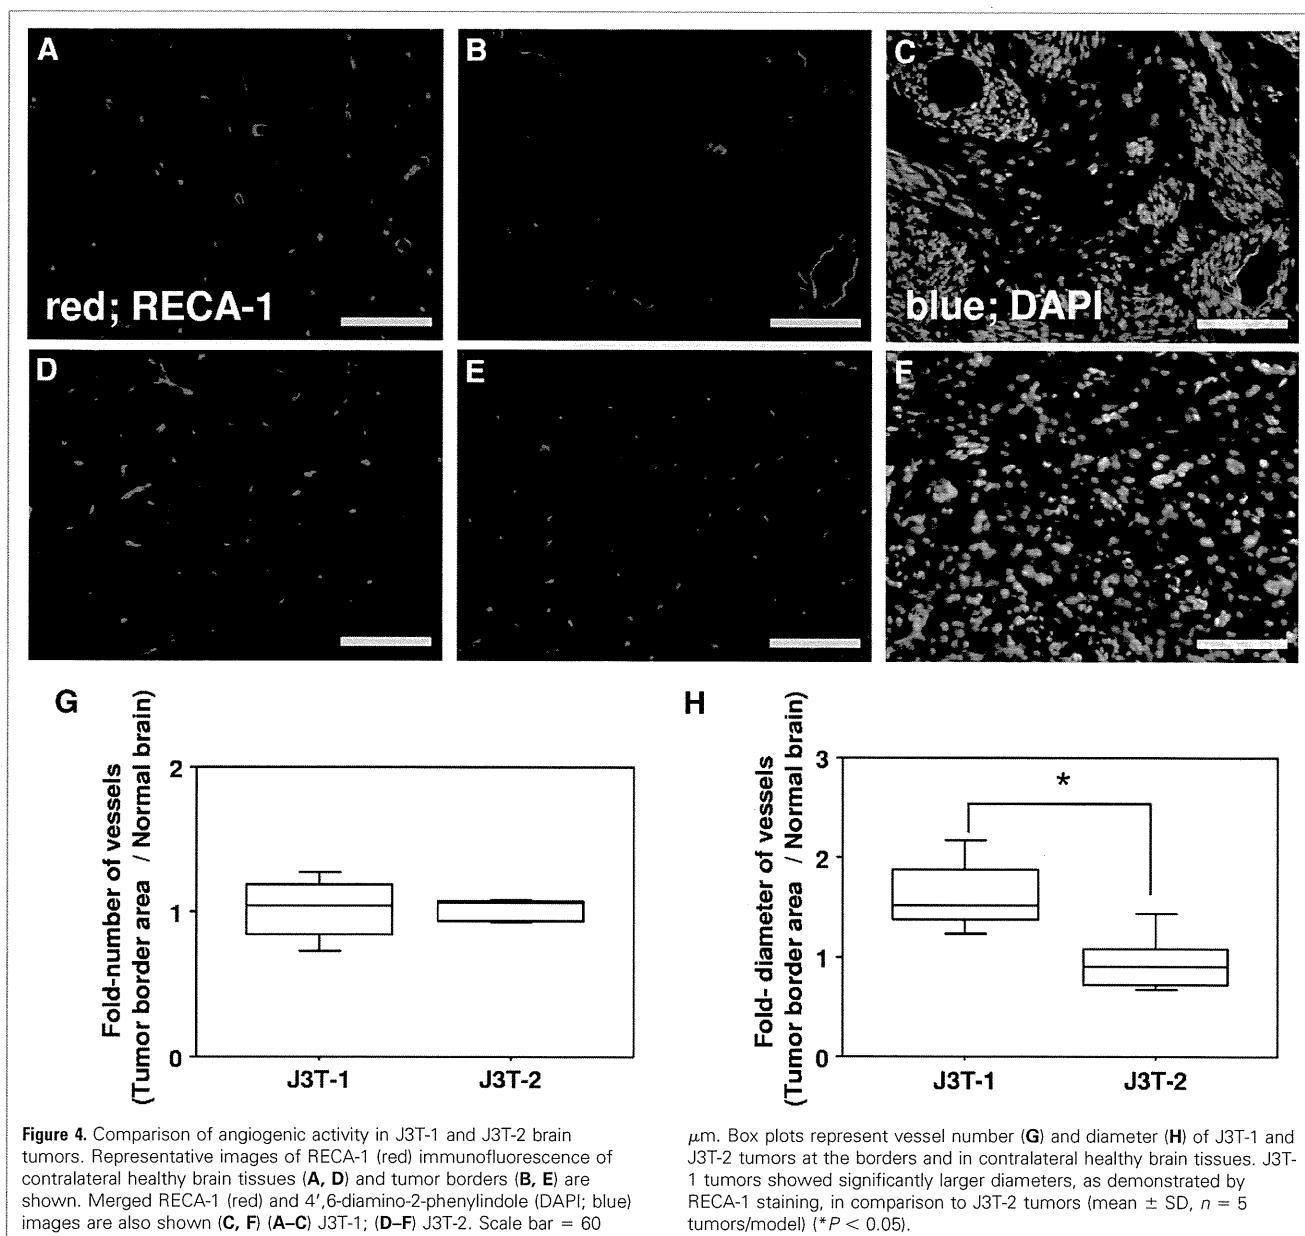 A
B
C
red; RECA-1
blue; DAPI
D
E
F
G
H
Fold-number of vessels
(Tumor border area / Normal brain)
2
1
0
J3T-1
J3T-2
Fold- diameter of vessels
(Tumor border area / Normal brain)
3
2
1
0
*
J3T-1
J3T-2
Figure 4. Comparison of angiogenic activity in J3T-1 and J3T-2 brain
tumors. Representative images of RECA-1 (red) immunofluorescence of
contralateral healthy brain tissues (A, D) and tumor borders (B, E) are
shown. Merged RECA-1 (red) and 4′,6-diamino-2-phenylindole (DAPI; blue)
images are also shown (C, F) (A–C) J3T-1; (D–F) J3T-2. Scale bar = 60
μm. Box plots represent vessel number (G) and diameter (H) of J3T-1 and
J3T-2 tumors at the borders and in contralateral healthy brain tissues. J3T-
1 tumors showed significantly larger diameters, as demonstrated by
RECA-1 staining, in comparison to J3T-2 tumors (mean ± SD, n = 5
tumors/model) (*P < 0.05).